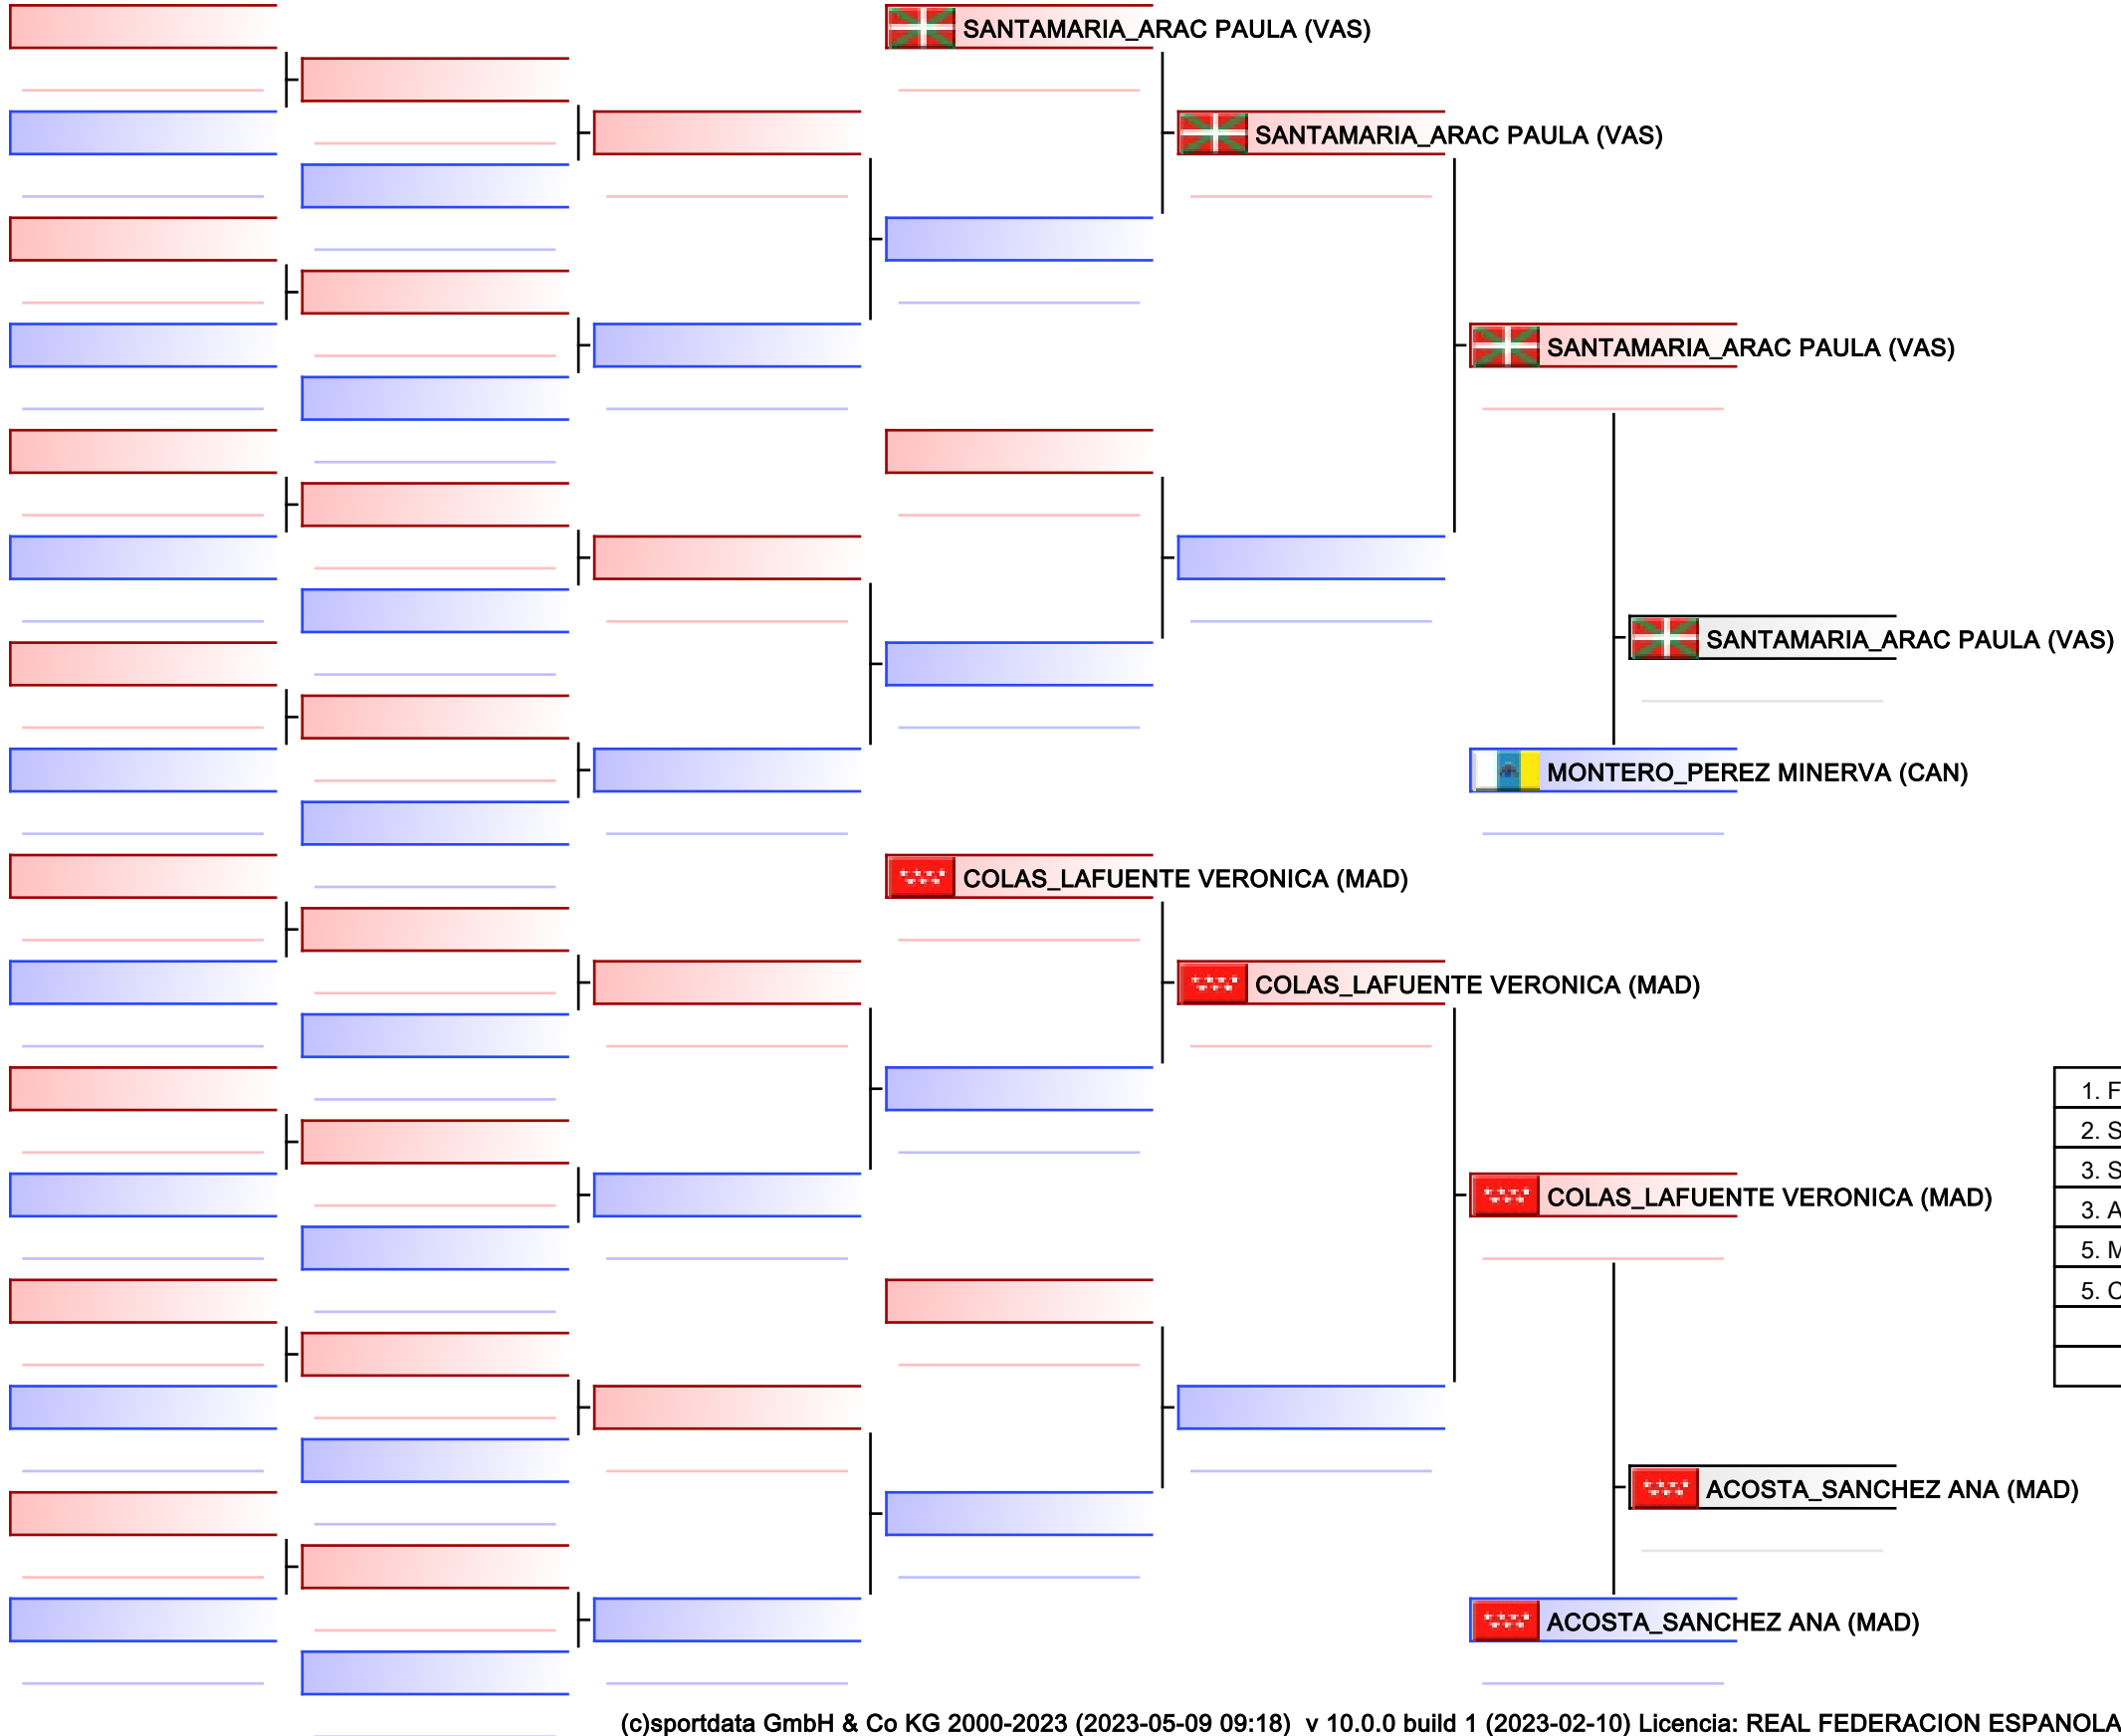 SANTAMARIA_ARAC PAULA (VAS)
SANTAMARIA_ARAC PAULA (VAS)
SANTAMARIA_ARAC PAULA (VAS)
SANTAMARIA_ARAC PAULA (VAS)
MONTERO_PEREZ MINERVA (CAN)
COLAS_LAFUENTE VERONICA (MAD)
COLAS_LAFUENTE VERONICA (MAD)
1. F
2. S
3. S
COLAS_LAFUENTE VERONICA (MAD)
3. A
5. M
5. C
ACOSTA_SANCHEZ ANA (MAD)
ACOSTA_SANCHEZ ANA (MAD)
(c)sportdata GmbH & Co KG 2000-2023 (2023-05-09 09:18) v 10.0.0 build 1 (2023-02-10) Licencia: REAL FEDERACION ESPANOLA